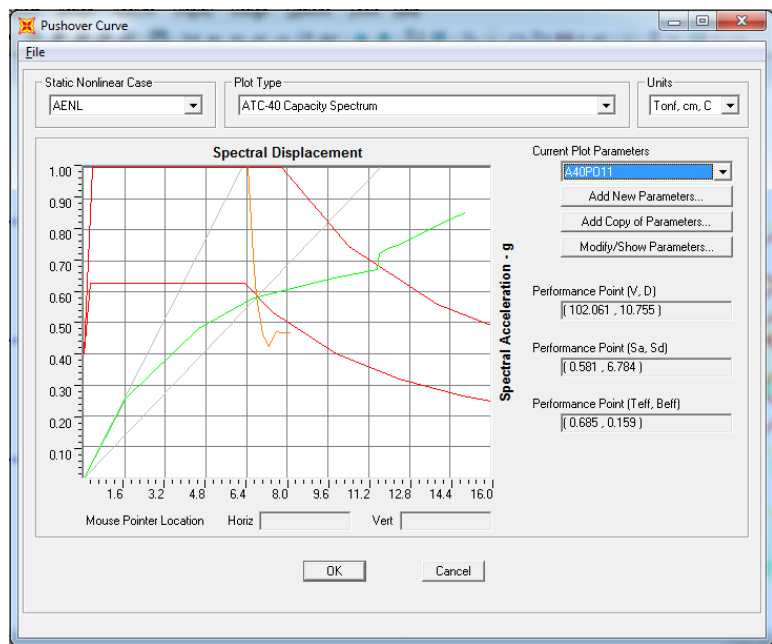 Pushover Curve
File
Static Nonlinear Case
AENL
Plot Type
ATC-40 Capacity Spectrum
Units
Tonf, cm, C
Spectral Displacement
1.00
0.90
0.80
0.70
0.60
0.50
0.40
0.30
0.20
0.10
1.6 3.2 4.8 6.4 8.0 9.6 11.2 12.8 14.4 16.0
Spectral Acceleration - g
Mouse Pointer Location Horiz Vert
Current Plot Parameters
A40PO11
Add New Parameters...
Add Copy of Parameters...
Modify/Show Parameters...
Performance Point (V, D)
( 102.061 , 10.755 )
Performance Point (Sa, Sd)
( 0.581 , 6.784 )
Performance Point (Teff, Beff)
( 0.685 , 0.159 )
OK
Cancel